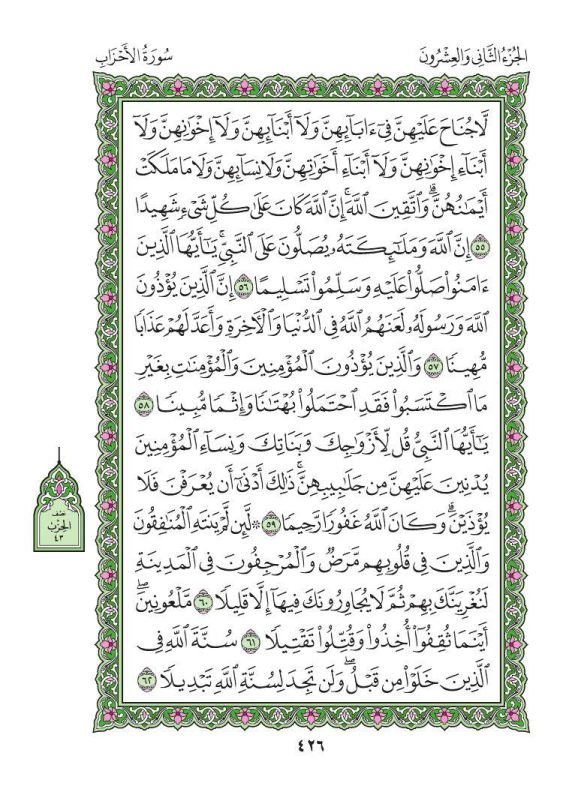 الجُزْءُ الثَّانِي وَالعِشْرُونَ
سُورَةُ الأَحْزَابِ
لَّا جُنَاحَ عَلَيْهِنَّ فِىٓ ءَابَآئِهِنَّ وَلَآ أَبْنَآئِهِنَّ وَلَآ إِخْوَٰنِهِنَّ وَلَآ
أَبْنَآءِ إِخْوَٰنِهِنَّ وَلَآ أَبْنَآءِ أَخَوَٰتِهِنَّ وَلَا نِسَآئِهِنَّ وَلَا مَا مَلَكَتْ
أَيْمَٰنُهُنَّ ۗ وَٱتَّقِينَ ٱللَّهَ ۚ إِنَّ ٱللَّهَ كَانَ عَلَىٰ كُلِّ شَىْءٍ شَهِيدًا
٥٥ إِنَّ ٱللَّهَ وَمَلَٰٓئِكَتَهُۥ يُصَلُّونَ عَلَى ٱلنَّبِىِّ ۚ يَٰٓأَيُّهَا ٱلَّذِينَ
ءَامَنُوا۟ صَلُّوا۟ عَلَيْهِ وَسَلِّمُوا۟ تَسْلِيمًا ٥٦ إِنَّ ٱلَّذِينَ يُؤْذُونَ
ٱللَّهَ وَرَسُولَهُۥ لَعَنَهُمُ ٱللَّهُ فِى ٱلدُّنْيَا وَٱلْءَاخِرَةِ وَأَعَدَّ لَهُمْ عَذَابًا
مُّهِينًا ٥٧ وَٱلَّذِينَ يُؤْذُونَ ٱلْمُؤْمِنِينَ وَٱلْمُؤْمِنَٰتِ بِغَيْرِ
مَا ٱكْتَسَبُوا۟ فَقَدِ ٱحْتَمَلُوا۟ بُهْتَٰنًا وَإِثْمًا مُّبِينًا ٥٨
يَٰٓأَيُّهَا ٱلنَّبِىُّ قُل لِّأَزْوَٰجِكَ وَبَنَاتِكَ وَنِسَآءِ ٱلْمُؤْمِنِينَ
يُدْنِينَ عَلَيْهِنَّ مِن جَلَٰبِيبِهِنَّ ۚ ذَٰلِكَ أَدْنَىٰٓ أَن يُعْرَفْنَ فَلَا
يُؤْذَيْنَ ۗ وَكَانَ ٱللَّهُ غَفُورًا رَّحِيمًا ٥٩ ۞ لَّئِن لَّمْ يَنتَهِ ٱلْمُنَٰفِقُونَ
وَٱلَّذِينَ فِى قُلُوبِهِم مَّرَضٌ وَٱلْمُرْجِفُونَ فِى ٱلْمَدِينَةِ
لَنُغْرِيَنَّكَ بِهِمْ ثُمَّ لَا يُجَاوِرُونَكَ فِيهَآ إِلَّا قَلِيلًا ٦٠ مَّلْعُونِينَ ۖ
أَيْنَمَا ثُقِفُوٓا۟ أُخِذُوا۟ وَقُتِّلُوا۟ تَقْتِيلًا ٦١ سُنَّةَ ٱللَّهِ فِى
ٱلَّذِينَ خَلَوْا۟ مِن قَبْلُ ۖ وَلَن تَجِدَ لِسُنَّةِ ٱللَّهِ تَبْدِيلًا ٦٢
نصف
الحزب
٤٣
٤٢٦